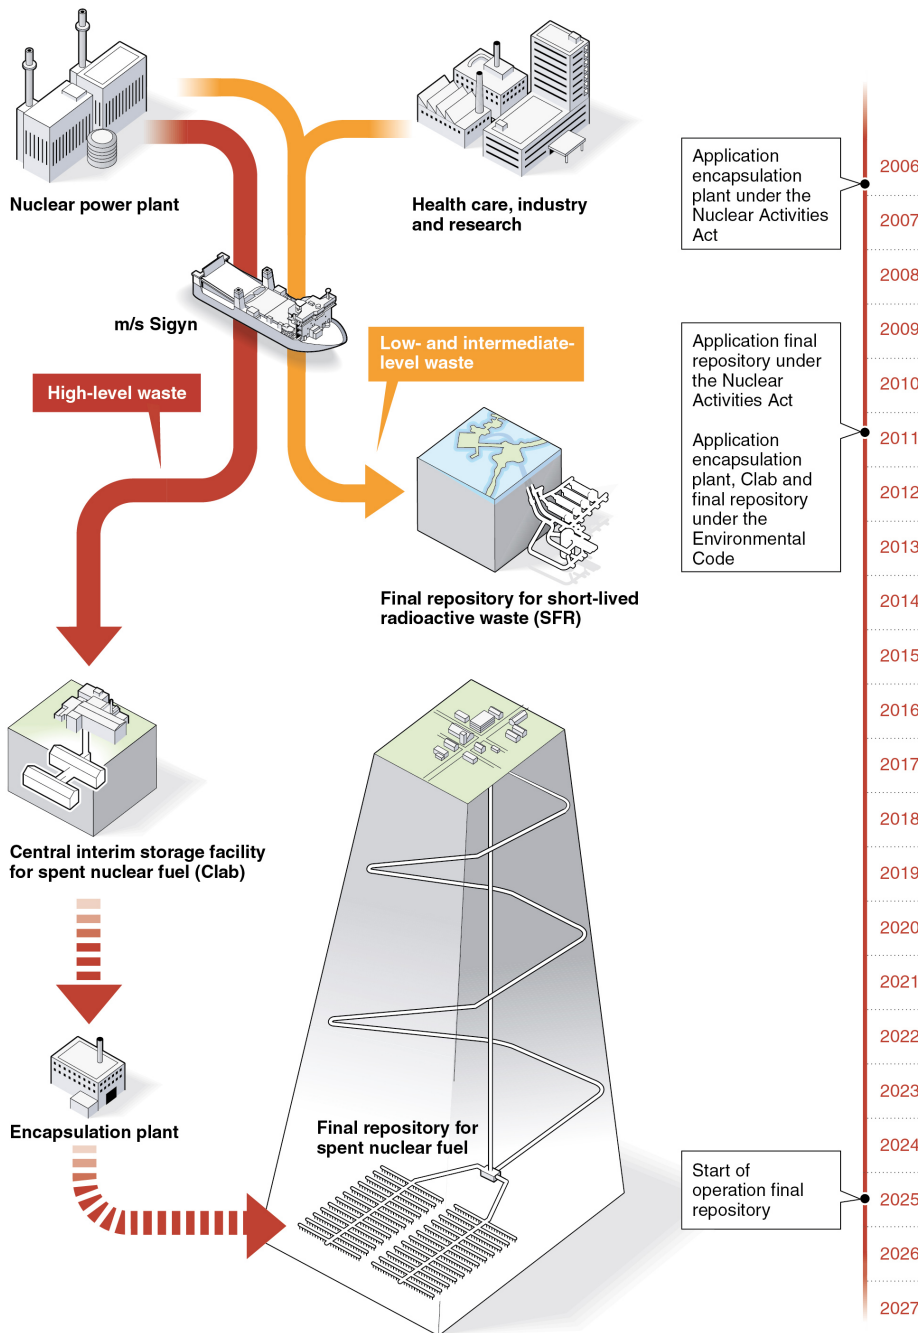 Nuclear power plant
Health care, industry
and research
m/s Sigyn
Low- and intermediate-
level waste
High-level waste
Final repository for short-lived
radioactive waste (SFR)
Central interim storage facility
for spent nuclear fuel (Clab)
Encapsulation plant
Final repository for
spent nuclear fuel
Application
encapsulation
plant under the
Nuclear Activities
Act
Application final
repository under
the Nuclear
Activities Act
Application
encapsulation
plant, Clab and
final repository
under the
Environmental
Code
Start of
operation final
repository
2006
2007
2008
2009
2010
2011
2012
2013
2014
2015
2016
2017
2018
2019
2020
2021
2022
2023
2024
2025
2026
2027